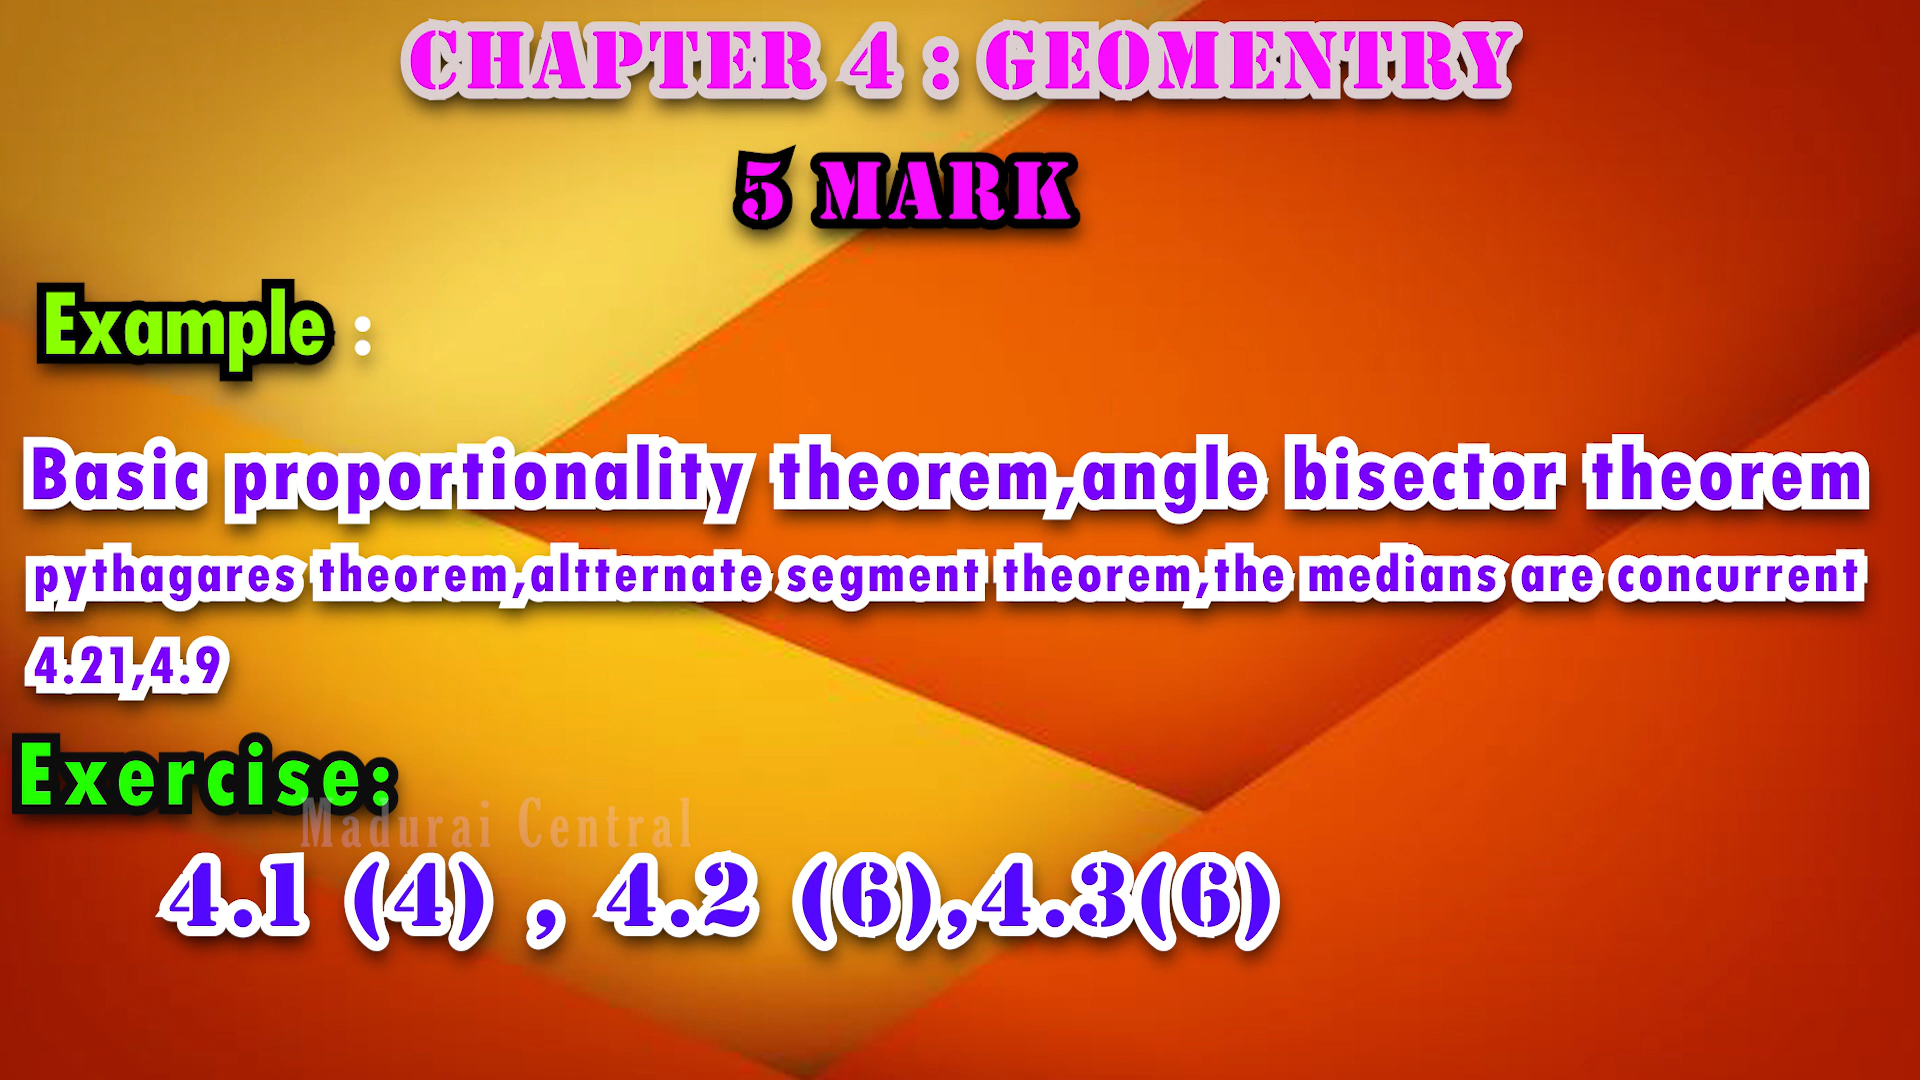 CHAPTER 4 : GEOMENTRY
5 MARK
Example :
Basic proportionality theorem,angle bisector theorem
pythagares theorem,altternate segment theorem,the medians are concurrent
4.21,4.9
Exercise:
Madurai Central
4.1 (4) , 4.2 (6),4.3(6)